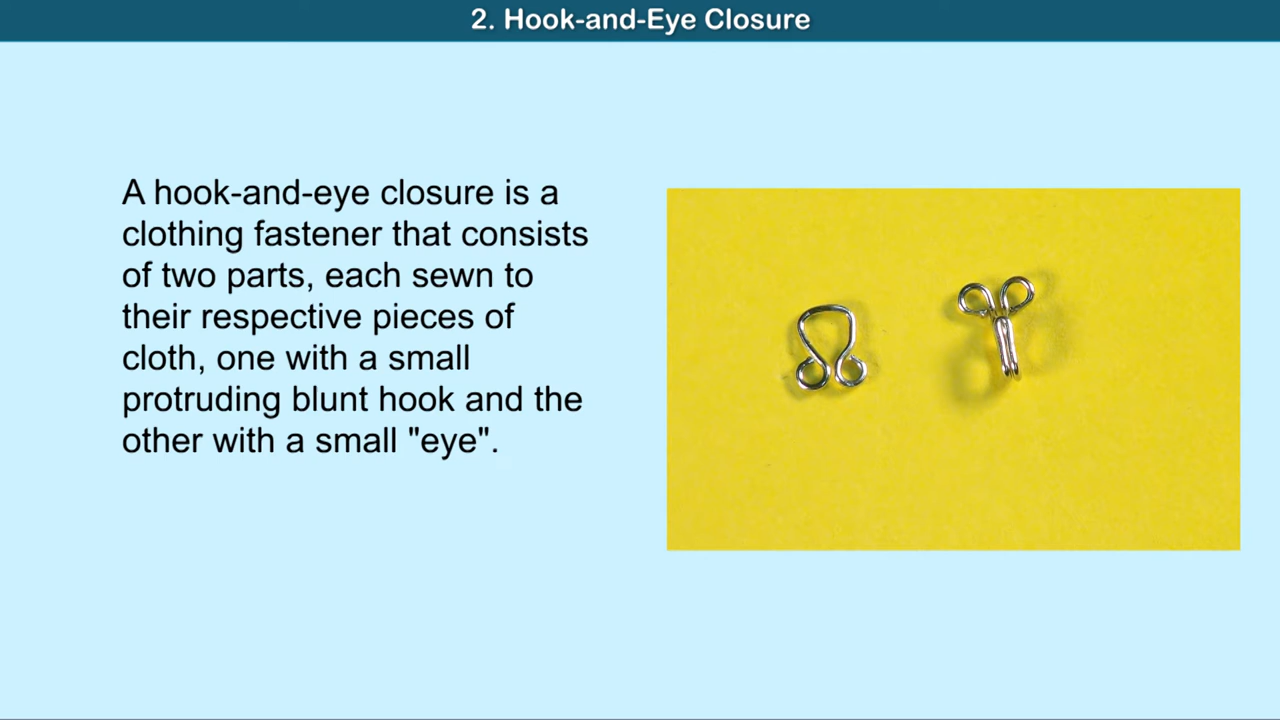 2. Hook-and-Eye Closure
A hook-and-eye closure is a
clothing fastener that consists
of two parts, each sewn to
their respective pieces of
cloth, one with a small
protruding blunt hook and the
other with a small "eye".